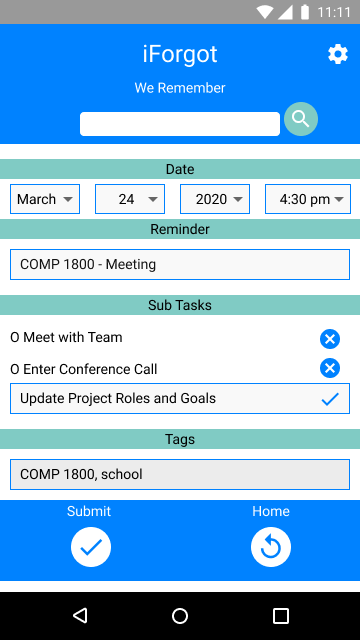 11:11
iForgot
We Remember
Date
March 24 2020 4:30 pm
Reminder
COMP 1800 - Meeting
Sub Tasks
O Meet with Team
O Enter Conference Call
Update Project Roles and Goals
Tags
COMP 1800, school
Submit Home